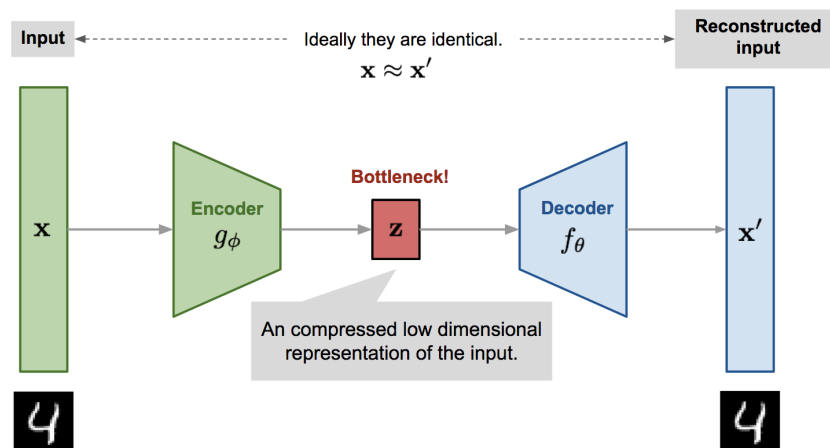 Input
Ideally they are identical.
x ≈ x′
Reconstructed
input
Bottleneck!
x
Encoder
gϕ
z
Decoder
fθ
x′
An compressed low dimensional
representation of the input.
4
4